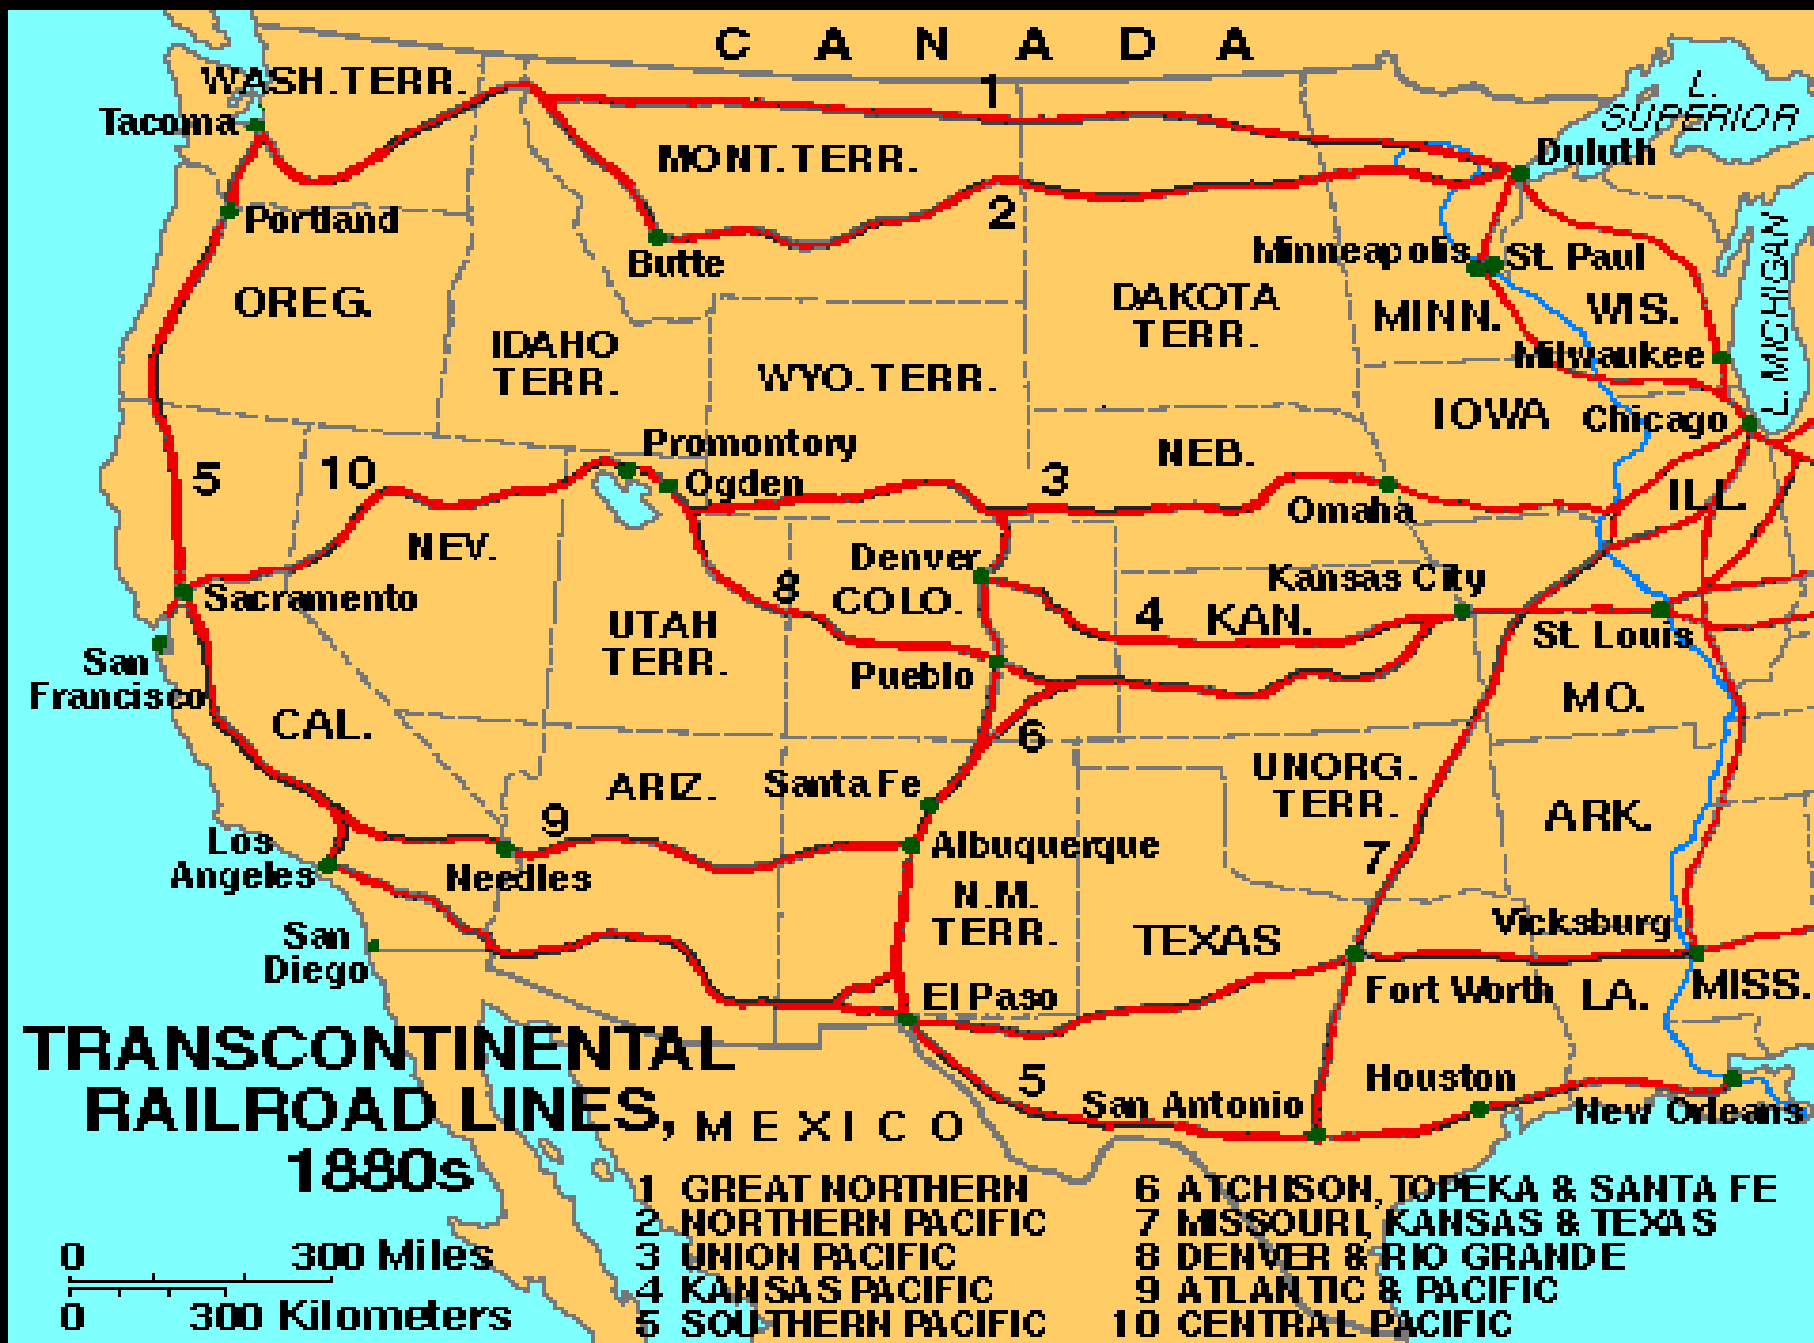 C A N A D A
WASH. TERR.
1
L.
SUPERIOR
Tacoma
MONT. TERR.
Duluth
Portland
2
Butte
Minneapolis
St. Paul
L. MICHIGAN
OREG.
DAKOTA
TERR.
MINN.
WIS.
IDAHO
TERR.
WYO. TERR.
Milwaukee
IOWA
Chicago
Promontory
NEB.
5
10
Ogden
3
Omaha
ILL.
NEV.
Denver
COLO.
8
Kansas City
4
KAN.
Sacramento
UTAH
TERR.
St. Louis
San
Francisco
Pueblo
MO.
CAL.
6
ARIZ.
Santa Fe
UNORG.
TERR.
ARK.
9
Los
Angeles
Needles
Albuquerque
7
N.M.
TERR.
San
Diego
TEXAS
Vicksburg
El Paso
Fort Worth
LA.
MISS.
5
San Antonio
Houston
New Orleans
MEXICO
TRANSCONTINENTAL
RAILROAD LINES,
1880s
0 300 Miles
0 300 Kilometers
1 GREAT NORTHERN
2 NORTHERN PACIFIC
3 UNION PACIFIC
4 KANSAS PACIFIC
5 SOUTHERN PACIFIC
6 ATCHISON, TOPEKA & SANTA FE
7 MISSOURI, KANSAS & TEXAS
8 DENVER & RIO GRANDE
9 ATLANTIC & PACIFIC
10 CENTRAL PACIFIC